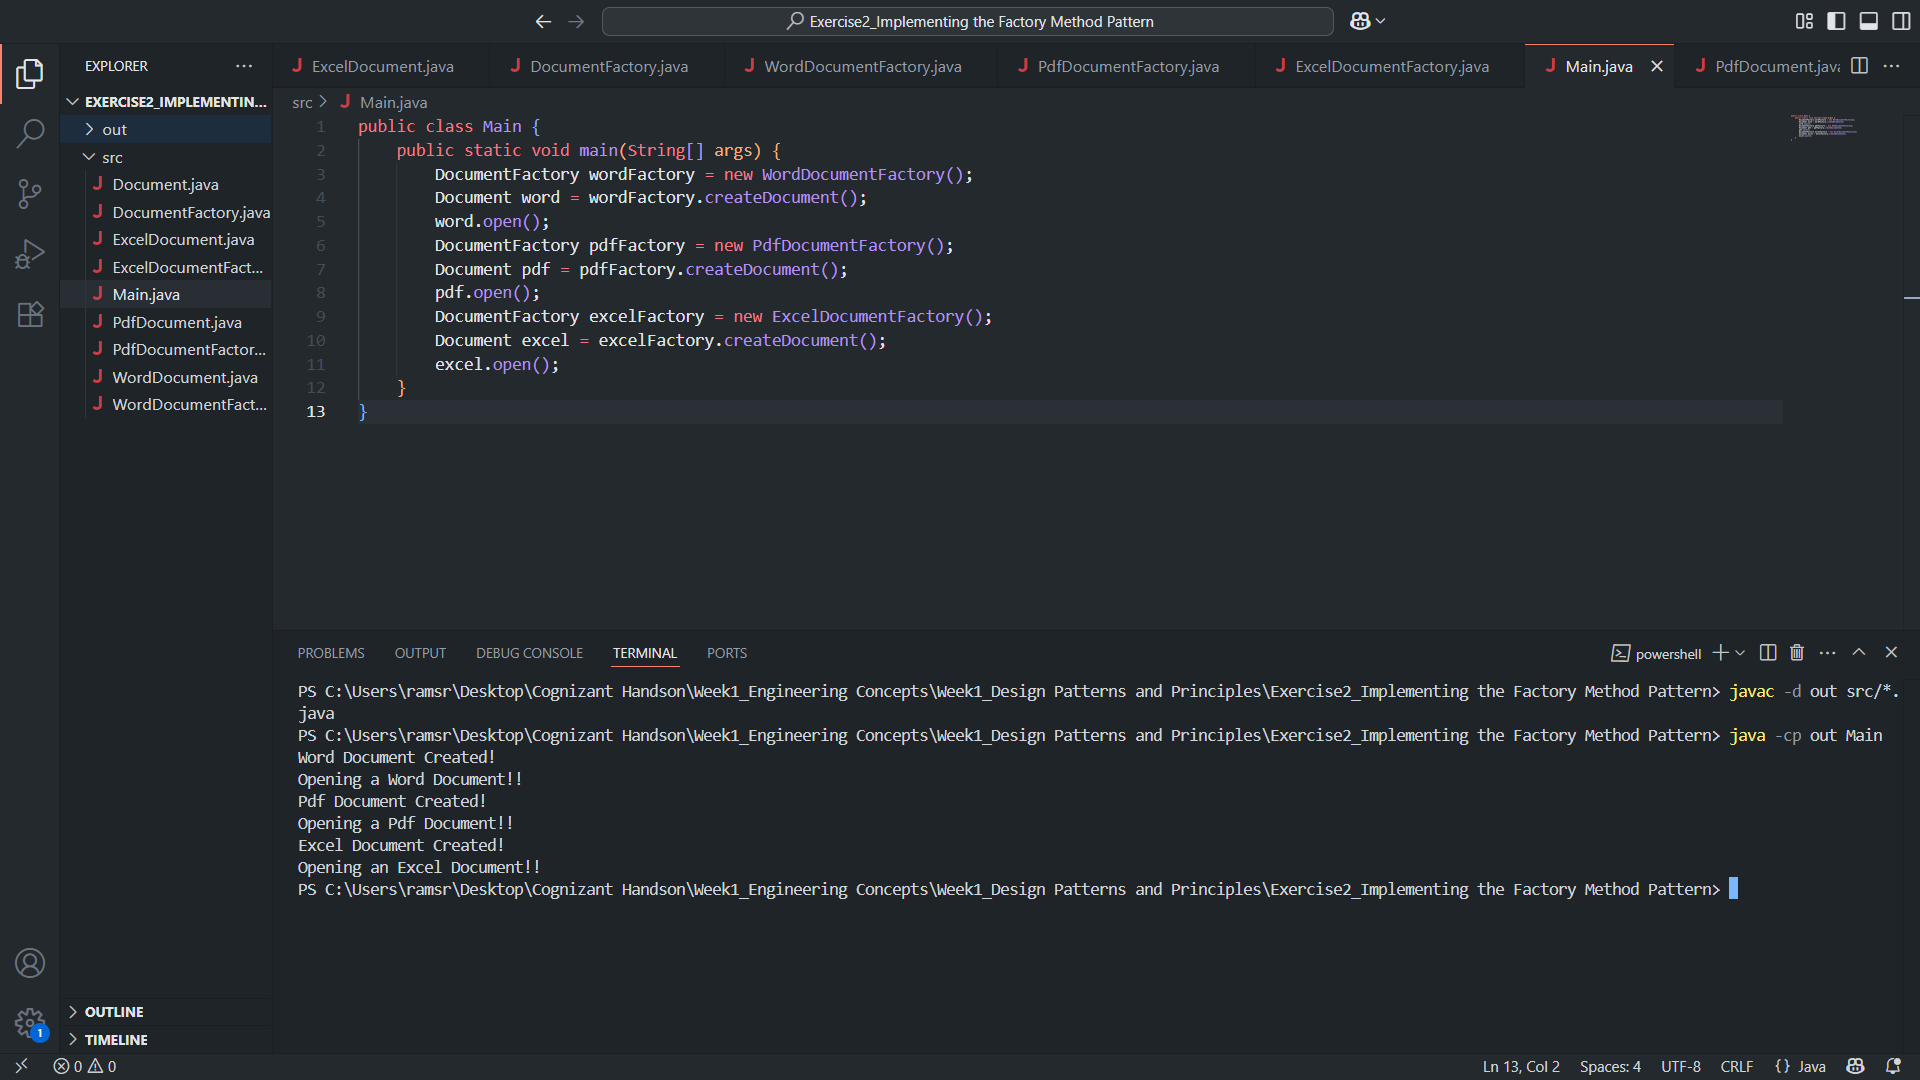 Exercise2_Implementing the Factory Method Pattern
EXPLORER
EXERCISE2_IMPLEMENTIN...
out
src
Document.java
DocumentFactory.java
ExcelDocument.java
ExcelDocumentFact...
Main.java
PdfDocument.java
PdfDocumentFactor...
WordDocument.java
WordDocumentFact...
OUTLINE
TIMELINE
ExcelDocument.java DocumentFactory.java WordDocumentFactory.java PdfDocumentFactory.java ExcelDocumentFactory.java Main.java PdfDocument.java
src > Main.java
1 public class Main {
2     public static void main(String[] args) {
3         DocumentFactory wordFactory = new WordDocumentFactory();
4         Document word = wordFactory.createDocument();
5         word.open();
6         DocumentFactory pdfFactory = new PdfDocumentFactory();
7         Document pdf = pdfFactory.createDocument();
8         pdf.open();
9         DocumentFactory excelFactory = new ExcelDocumentFactory();
10         Document excel = excelFactory.createDocument();
11         excel.open();
12     }
13 }
PROBLEMS OUTPUT DEBUG CONSOLE TERMINAL PORTS
powershell
PS C:\Users\ramsr\Desktop\Cognizant Handson\Week1_Engineering Concepts\Week1_Design Patterns and Principles\Exercise2_Implementing the Factory Method Pattern> javac -d out src/*.
java
PS C:\Users\ramsr\Desktop\Cognizant Handson\Week1_Engineering Concepts\Week1_Design Patterns and Principles\Exercise2_Implementing the Factory Method Pattern> java -cp out Main
Word Document Created!
Opening a Word Document!!
Pdf Document Created!
Opening a Pdf Document!!
Excel Document Created!
Opening an Excel Document!!
PS C:\Users\ramsr\Desktop\Cognizant Handson\Week1_Engineering Concepts\Week1_Design Patterns and Principles\Exercise2_Implementing the Factory Method Pattern>
1
0 0
Ln 13, Col 2 Spaces: 4 UTF-8 CRLF {} Java